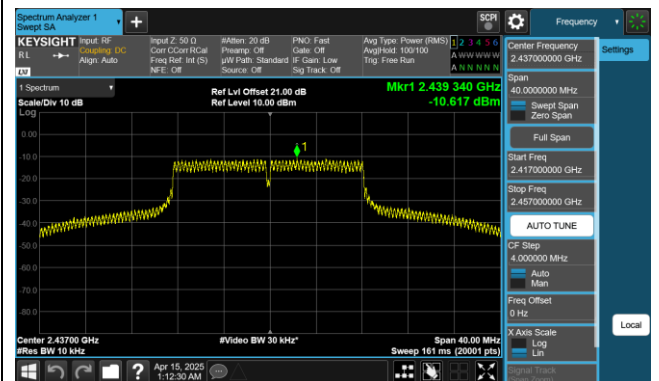 Spectrum Analyzer 1
Swept SA
SCPI
Frequency
KEYSIGHT
RL
LM
Input: RF
Coupling: DC
Align: Auto
Input Z: 50 Ω
Corr CCorr RCal
Freq Ref: Int (S)
NFE: Off
#Atten: 20 dB
Preamp: Off
µW Path: Standard
Source: Off
PNO: Fast
Gate: Off
IF Gain: Low
Sig Track: Off
Avg Type: Power (RMS)
Avg|Hold: 100/100
Trig: Free Run
1 2 3 4 5 6
A W W W W W
A N N N N N
1 Spectrum
Scale/Div 10 dB
Log
Ref Lvl Offset 21.00 dB
Ref Level 10.00 dBm
Mkr1 2.439 340 GHz
-10.617 dBm
1
0.00
-10.0
-20.0
-30.0
-40.0
-50.0
-60.0
-70.0
-80.0
Center 2.43700 GHz
#Res BW 10 kHz
#Video BW 30 kHz*
Span 40.00 MHz
Sweep 161 ms (20001 pts)
Apr 15, 2025
1:12:30 AM
Center Frequency
2.437000000 GHz
Settings
Span
40.0000000 MHz
Swept Span
Zero Span
Full Span
Start Freq
2.417000000 GHz
Stop Freq
2.457000000 GHz
AUTO TUNE
CF Step
4.000000 MHz
Auto
Man
Freq Offset
0 Hz
X Axis Scale
Log
Lin
Local
Signal Track
(Span Zoom)